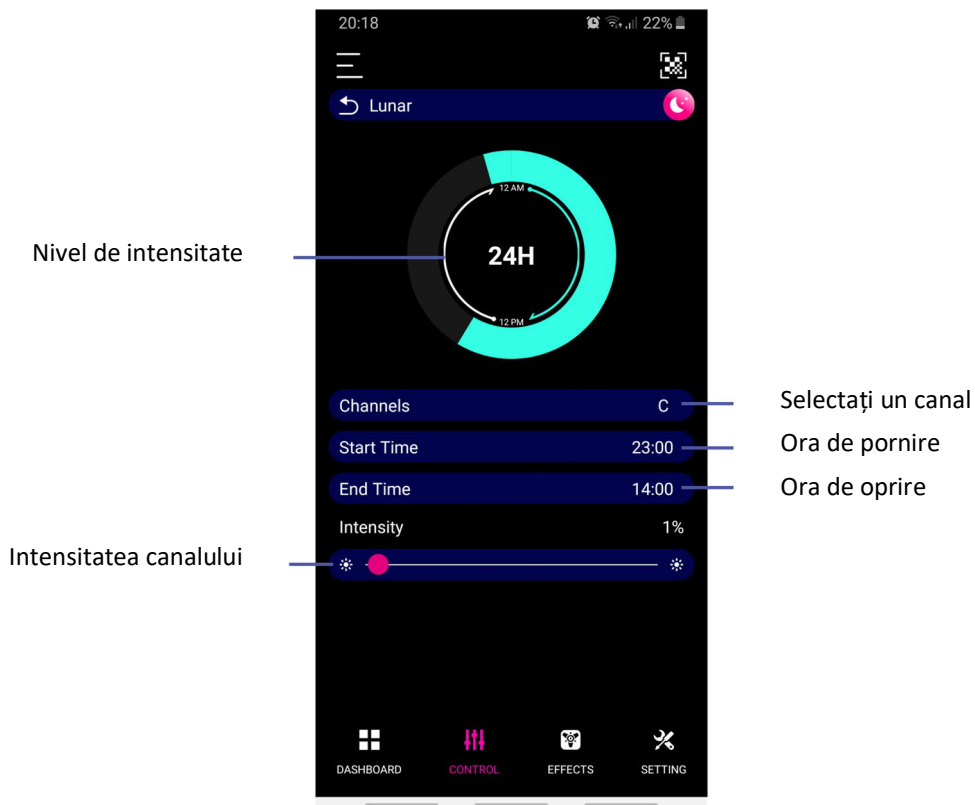 20:18 22%
Lunar
12 AM
Nivel de intensitate
24H
12 PM
Channels C
Selectați un canal
Start Time 23:00
Ora de pornire
End Time 14:00
Ora de oprire
Intensity 1%
Intensitatea canalului
DASHBOARD CONTROL EFFECTS SETTING